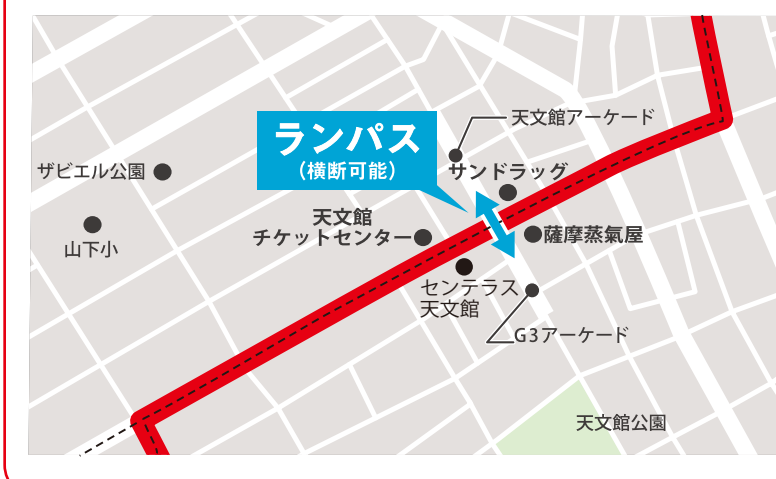 天文館アーケード
ランパス
（横断可能）
ザビエル公園
サンドラッグ
天文館
チケットセンター
薩摩蒸氣屋
山下小
センテラス
天文館
G3アーケード
天文館公園